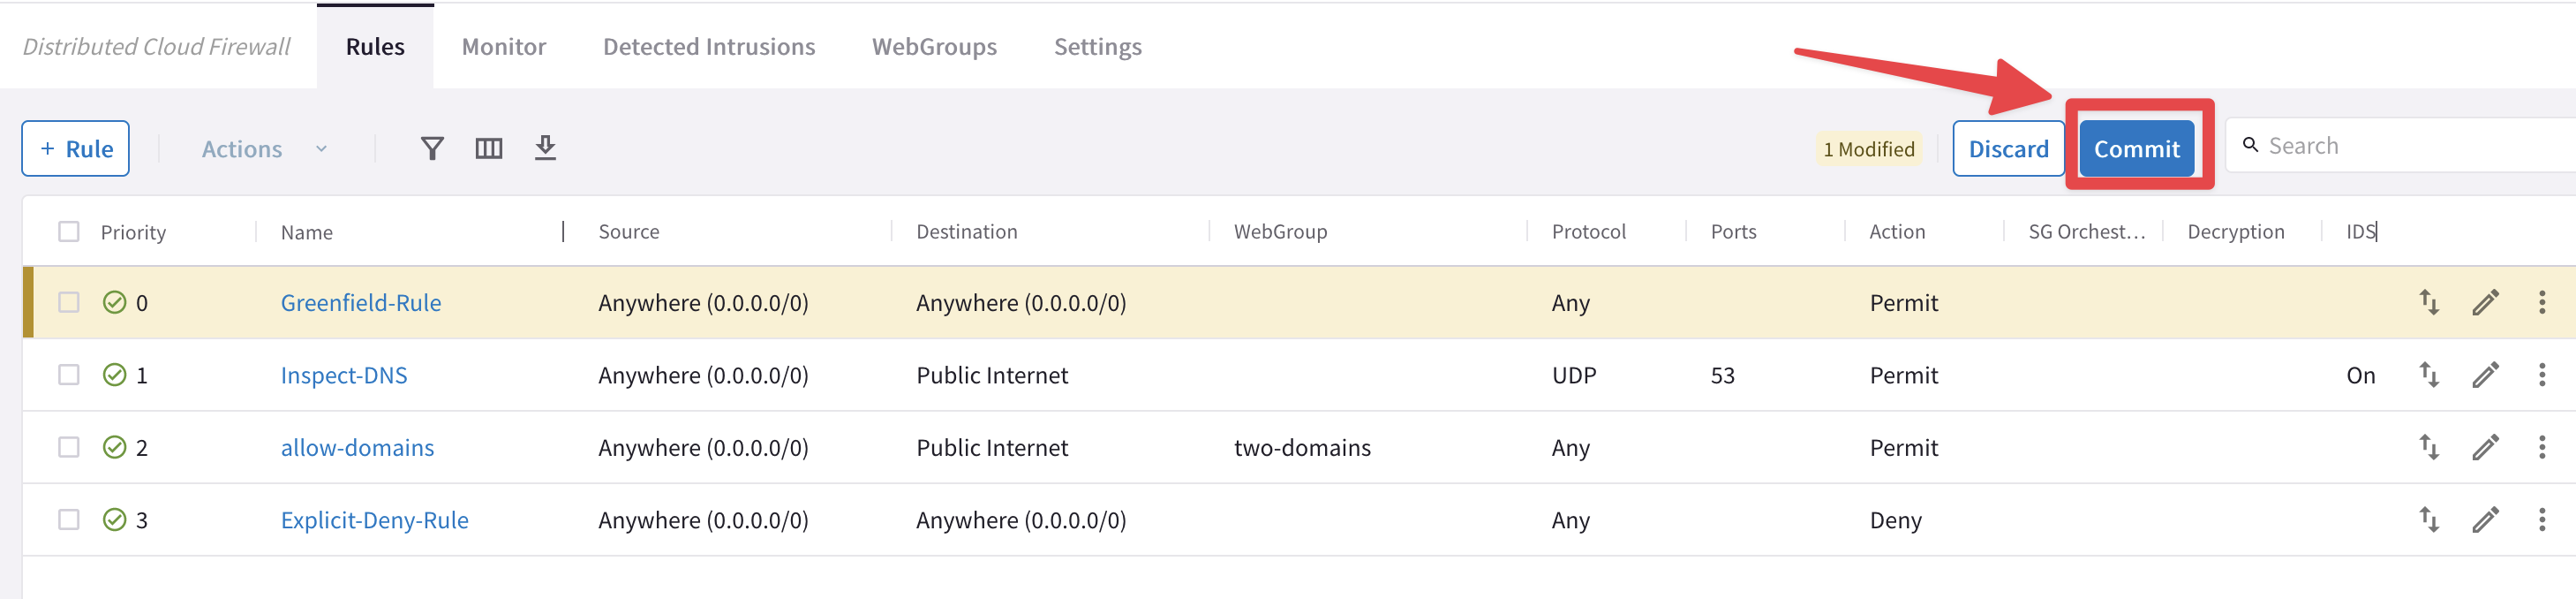 Distributed Cloud Firewall Rules Monitor Detected Intrusions WebGroups Settings
+ Rule Actions 1 Modified Discard Commit Search
Priority Name Source Destination WebGroup Protocol Ports Action SG Orchest... Decryption IDS
0 Greenfield-Rule Anywhere (0.0.0.0/0) Anywhere (0.0.0.0/0) Any Permit
1 Inspect-DNS Anywhere (0.0.0.0/0) Public Internet UDP 53 Permit On
2 allow-domains Anywhere (0.0.0.0/0) Public Internet two-domains Any Permit
3 Explicit-Deny-Rule Anywhere (0.0.0.0/0) Anywhere (0.0.0.0/0) Any Deny